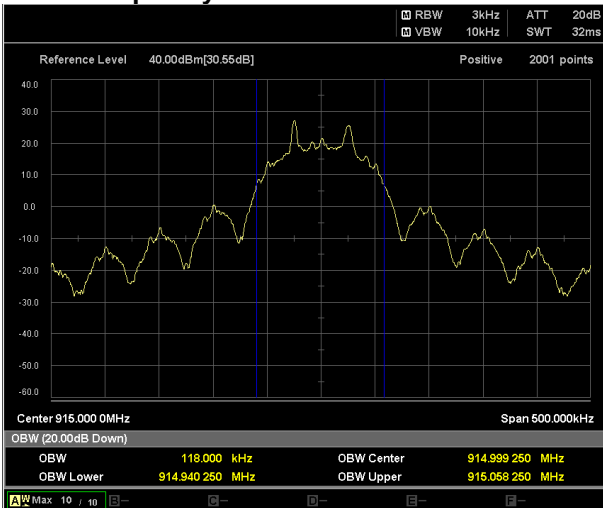 M RBW 3kHz ATT 20dB
M VBW 10kHz SWT 32ms
Reference Level 40.00dBm[30.55dB] Positive 2001 points
40.0
30.0
20.0
10.0
0.0
-10.0
-20.0
-30.0
-40.0
-50.0
-60.0
Center 915.000 0MHz Span 500.000kHz
OBW (20.00dB Down)
OBW 118.000 kHz OBW Center 914.999 250 MHz
OBW Lower 914.940 250 MHz OBW Upper 915.058 250 MHz
Max 10 / 10 B- C- D- E- F-